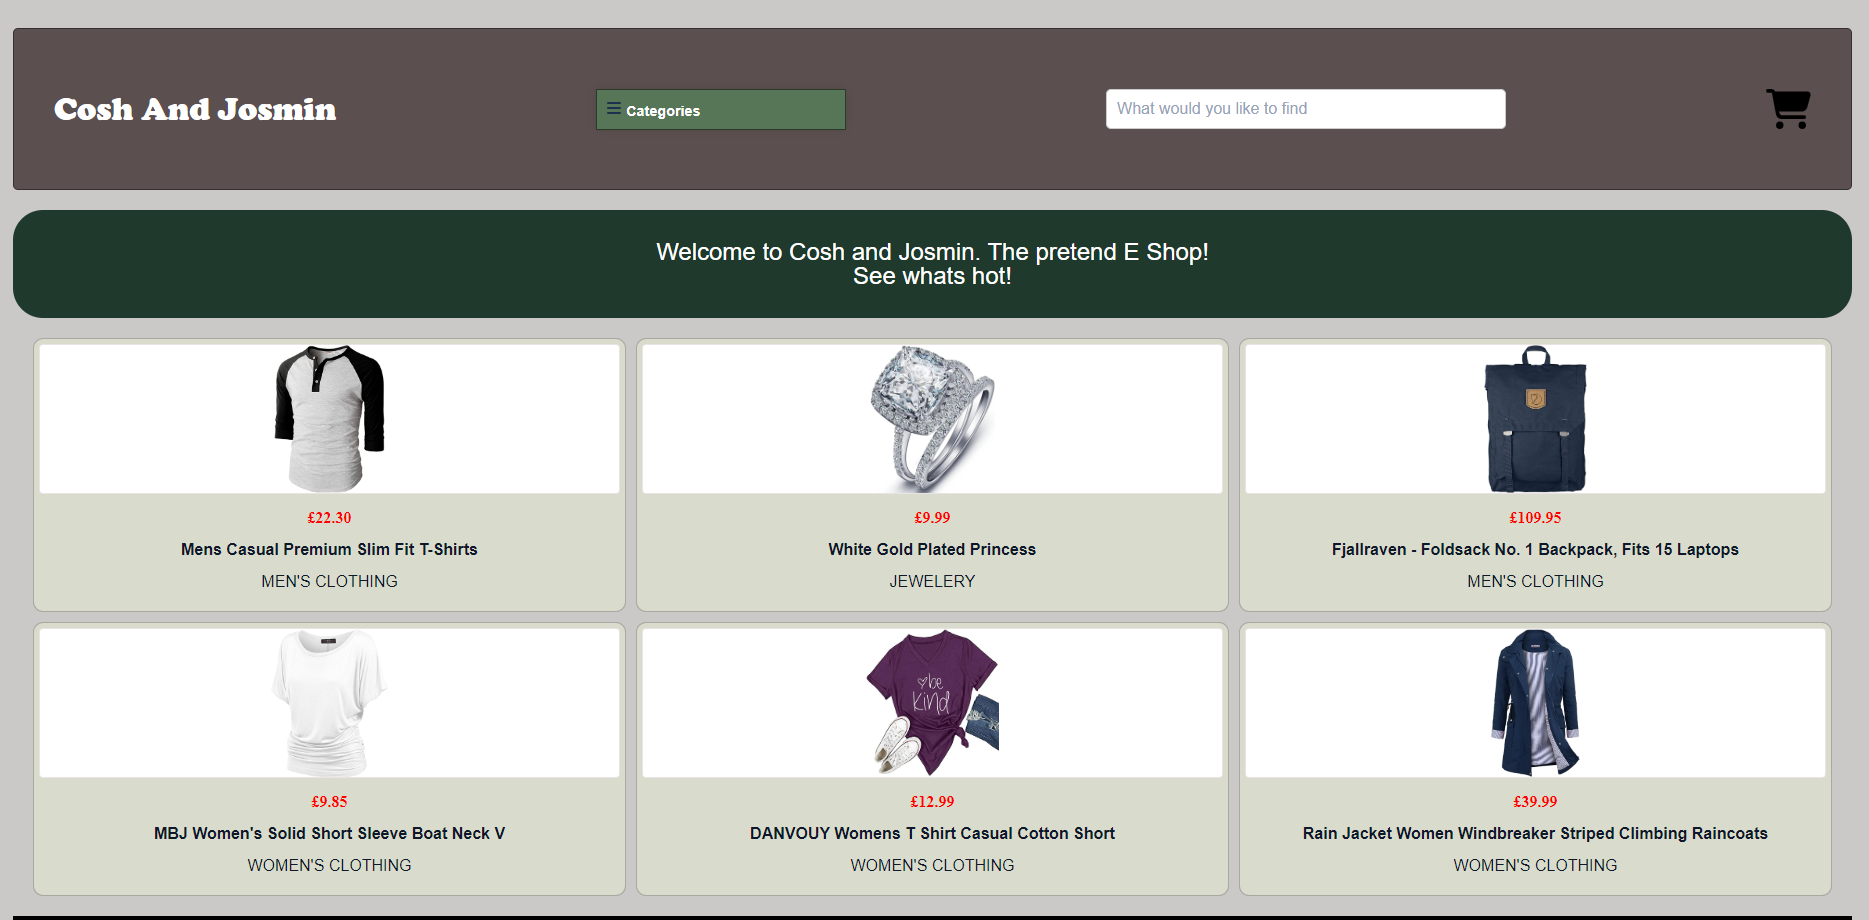 Cosh And Josmin
Categories
What would you like to find
Welcome to Cosh and Josmin. The pretend E Shop!
See whats hot!
£22.30
Mens Casual Premium Slim Fit T-Shirts
MEN'S CLOTHING
£9.99
White Gold Plated Princess
JEWELERY
£109.95
Fjallraven - Foldsack No. 1 Backpack, Fits 15 Laptops
MEN'S CLOTHING
be
kind
£9.85
MBJ Women's Solid Short Sleeve Boat Neck V
WOMEN'S CLOTHING
£12.99
DANVOUY Womens T Shirt Casual Cotton Short
WOMEN'S CLOTHING
£39.99
Rain Jacket Women Windbreaker Striped Climbing Raincoats
WOMEN'S CLOTHING